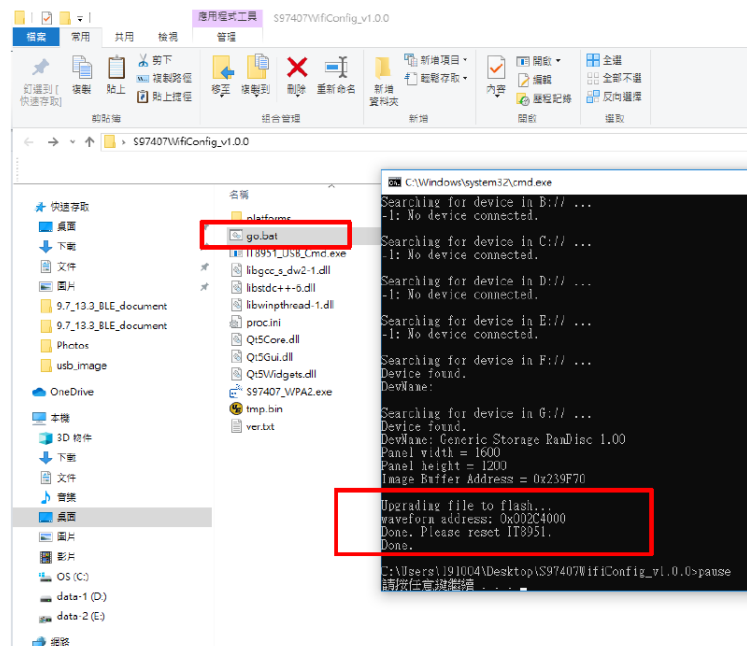 應用程式工具
S97407WifiConfig_v1.0.0
檔案
常用
共用
檢視
管理
釘選到 [快速存取]
複製
貼上
剪下
複製路徑
貼上捷徑
剪貼簿
移至
複製到
刪除
重新命名
組合管理
新增資料夾
新增項目
輕鬆存取
新增
內容
開啟
編輯
歷程記錄
開啟
全選
全部不選
反向選擇
選取
S97407WifiConfig_v1.0.0
快速存取
桌面
下載
文件
圖片
9.7_13.3_BLE_document
9.7_13.3_BLE_document
Photos
usb_image
OneDrive
本機
3D 物件
下載
文件
音樂
桌面
圖片
影片
OS (C:)
data-1 (D:)
data-2 (E:)
網路
名稱
platforms
go.bat
IT8951_USB_Cmd.exe
libgcc_s_dw2-1.dll
libstdc++-6.dll
libwinpthread-1.dll
proc.ini
Qt5Core.dll
Qt5Gui.dll
Qt5Widgets.dll
S97407_WPA2.exe
tmp.bin
ver.txt
C:\Windows\system32\cmd.exe
Searching for device in B:// ...
-1: No device connected.
Searching for device in C:// ...
-1: No device connected.
Searching for device in D:// ...
-1: No device connected.
Searching for device in E:// ...
-1: No device connected.
Searching for device in F:// ...
Device found.
DevName:
Searching for device in G:// ...
Device found.
DevName: Generic Storage RamDisc 1.00
Panel width = 1600
Panel height = 1200
Image Buffer Address = 0x239F70
Upgrading file to flash...
waveform address: 0x002C4000
Done. Please reset IT8951.
Done.
C:\Users\191004\Desktop\S97407WifiConfig_v1.0.0>pause
請按任意鍵繼續 . . .